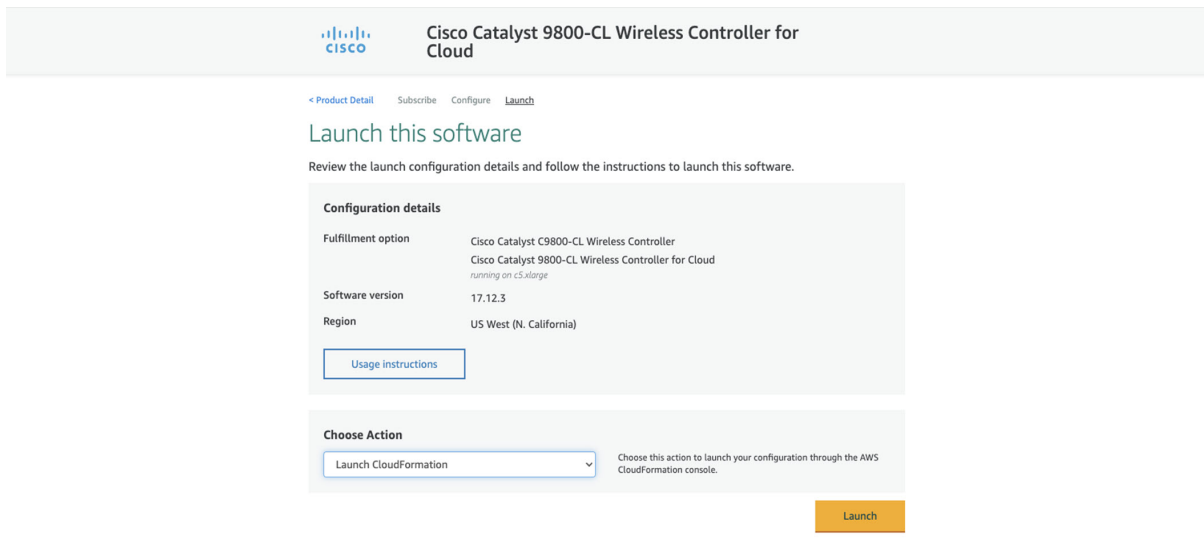 CISCO
Cisco Catalyst 9800-CL Wireless Controller for
Cloud
< Product Detail Subscribe Configure Launch
Launch this software
Review the launch configuration details and follow the instructions to launch this software.
Configuration details
Fulfillment option
Cisco Catalyst C9800-CL Wireless Controller
Cisco Catalyst 9800-CL Wireless Controller for Cloud
running on c5.xlarge
Software version
17.12.3
Region
US West (N. California)
Usage instructions
Choose Action
Launch CloudFormation
Choose this action to launch your configuration through the AWS
CloudFormation console.
Launch